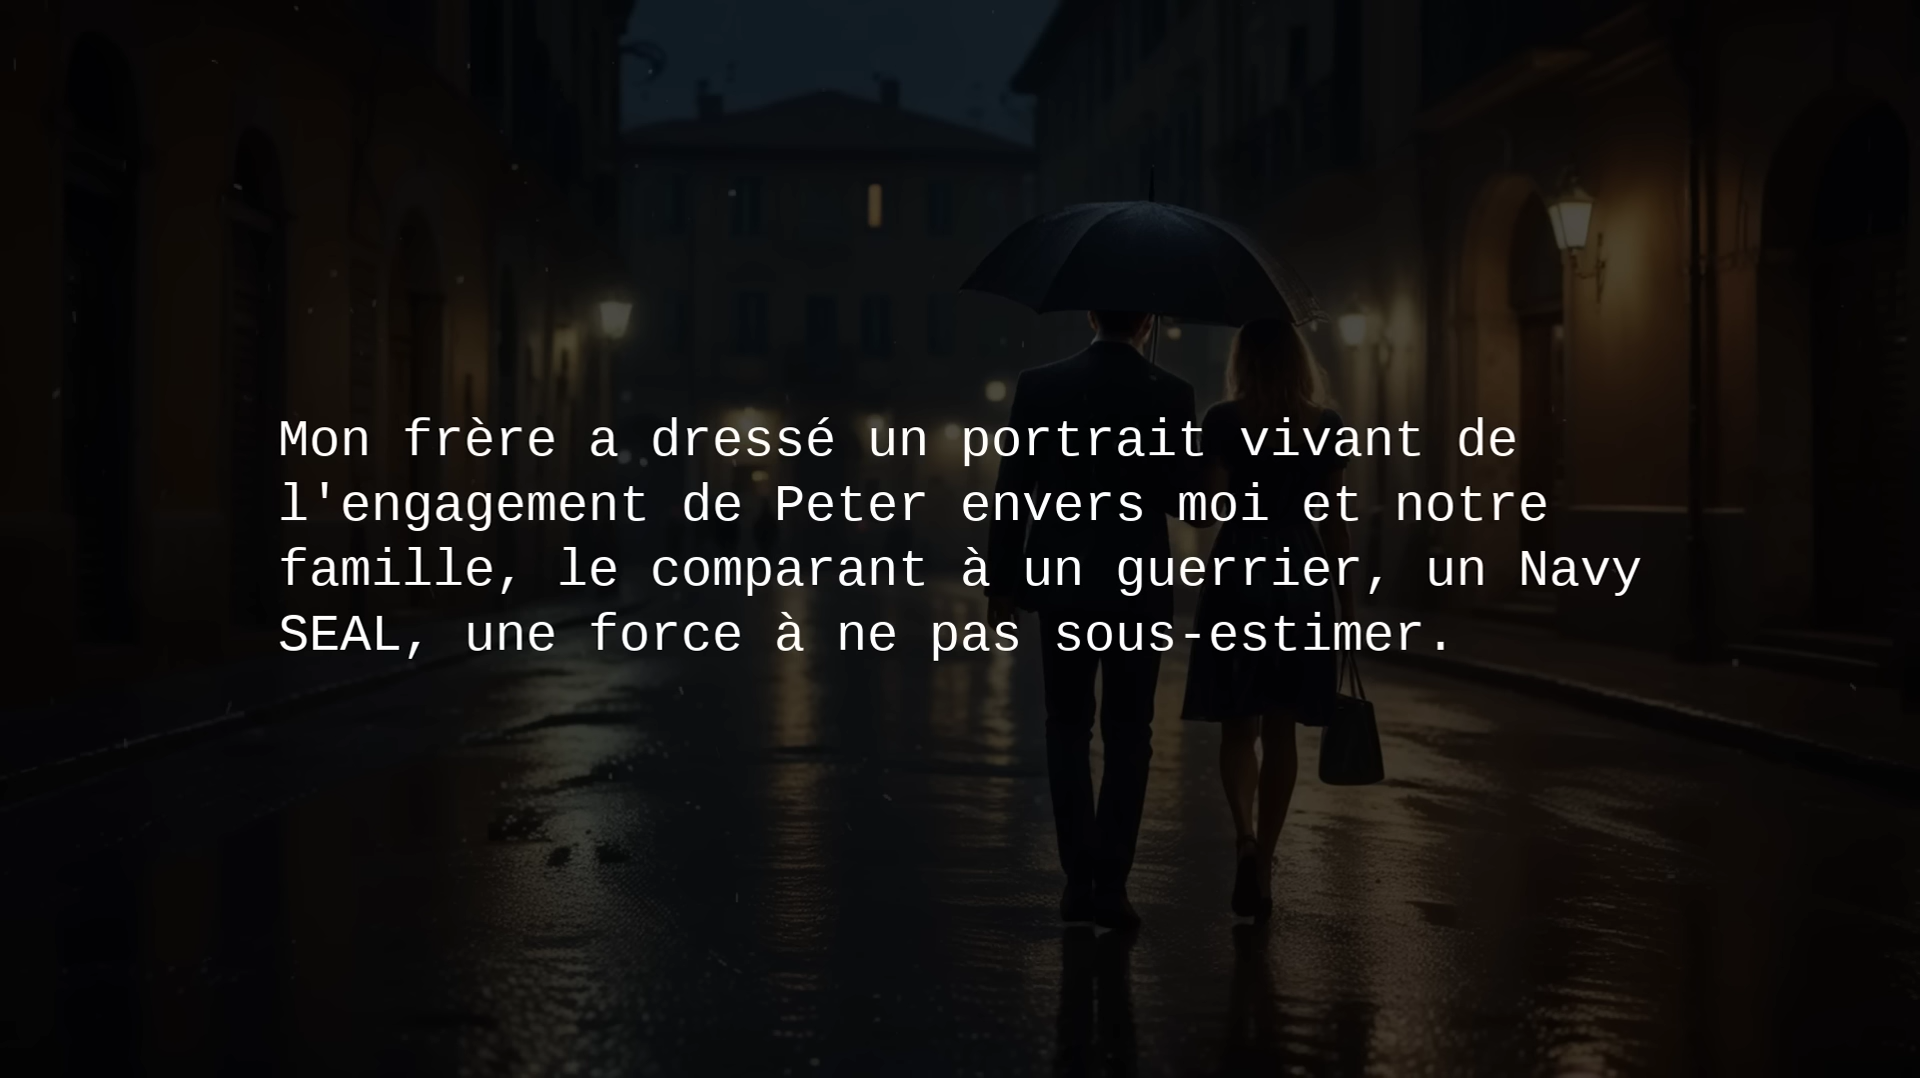 Mon frère a dressé un portrait vivant de
l'engagement de Peter envers moi et notre
famille, le comparant à un guerrier, un Navy
SEAL, une force à ne pas sous-estimer.